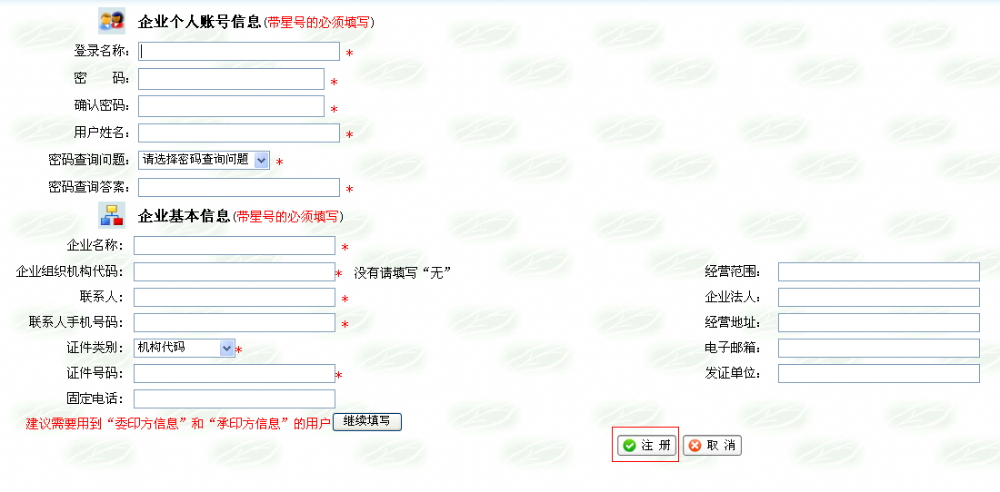 企业个人账号信息(带星号的必须填写)
登录名称： *
密 码： *
确认密码： *
用户姓名： *
密码查询问题： 请选择密码查询问题 *
密码查询答案： *
企业基本信息(带星号的必须填写)
企业名称： *
企业组织机构代码： * 没有请填写“无” 经营范围：
联系人： * 企业法人：
联系人手机号码： * 经营地址：
证件类别： 机构代码 * 电子邮箱：
证件号码： * 发证单位：
固定电话：
建议需要用到“委印方信息”和“承印方信息”的用户 继续填写
注 册 取 消